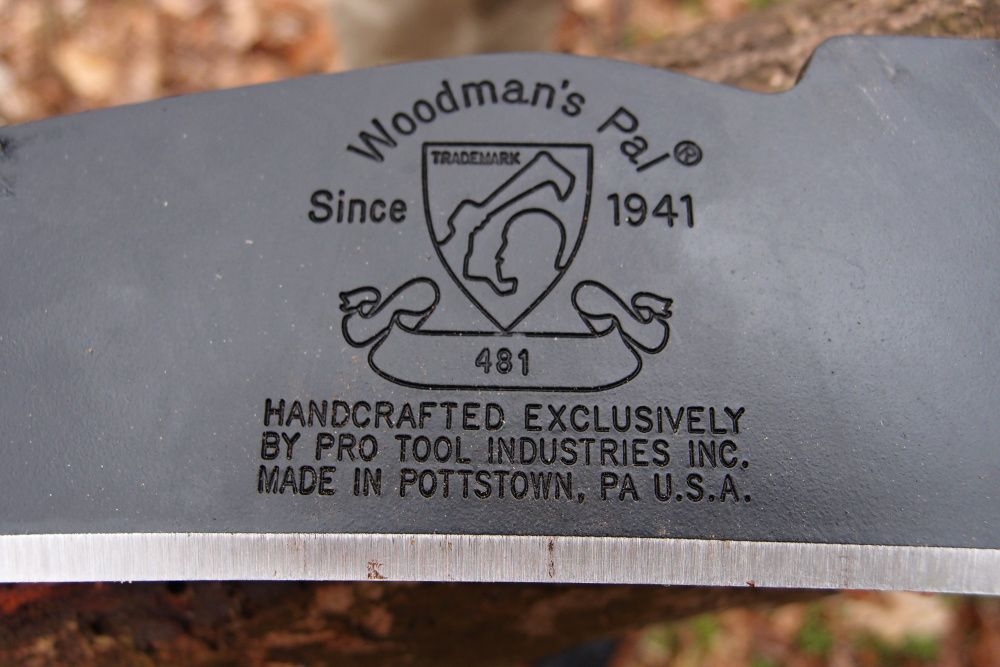 Woodman's Pal®
TRADEMARK
Since 1941
481
HANDCRAFTED EXCLUSIVELY
BY PRO TOOL INDUSTRIES INC.
MADE IN POTTSTOWN, PA U.S.A.